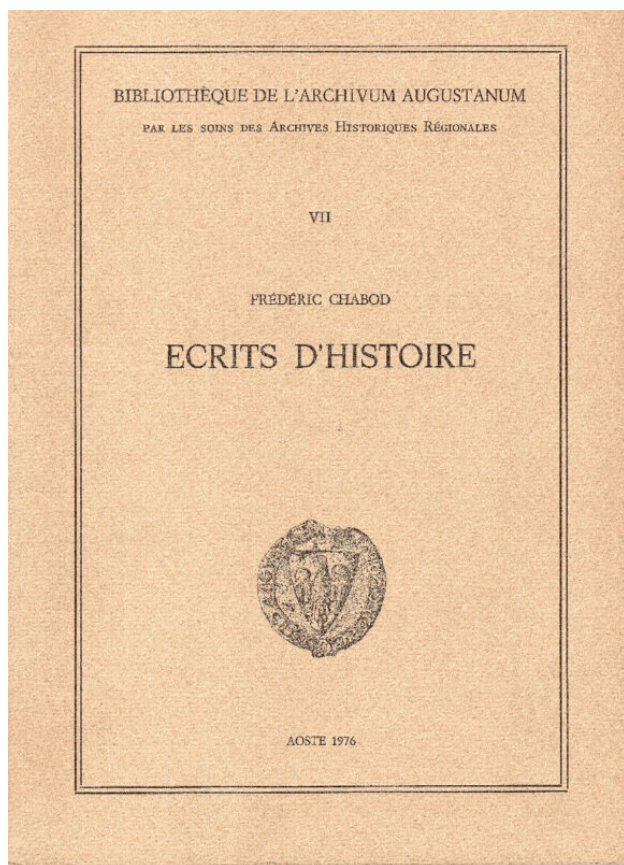 BIBLIOTHÈQUE DE L'ARCHIVUM AUGUSTANUM
PAR LES SOINS DES ARCHIVES HISTORIQUES RÉGIONALES
VII
FRÉDÉRIC CHABOD
ECRITS D'HISTOIRE
AOSTE 1976